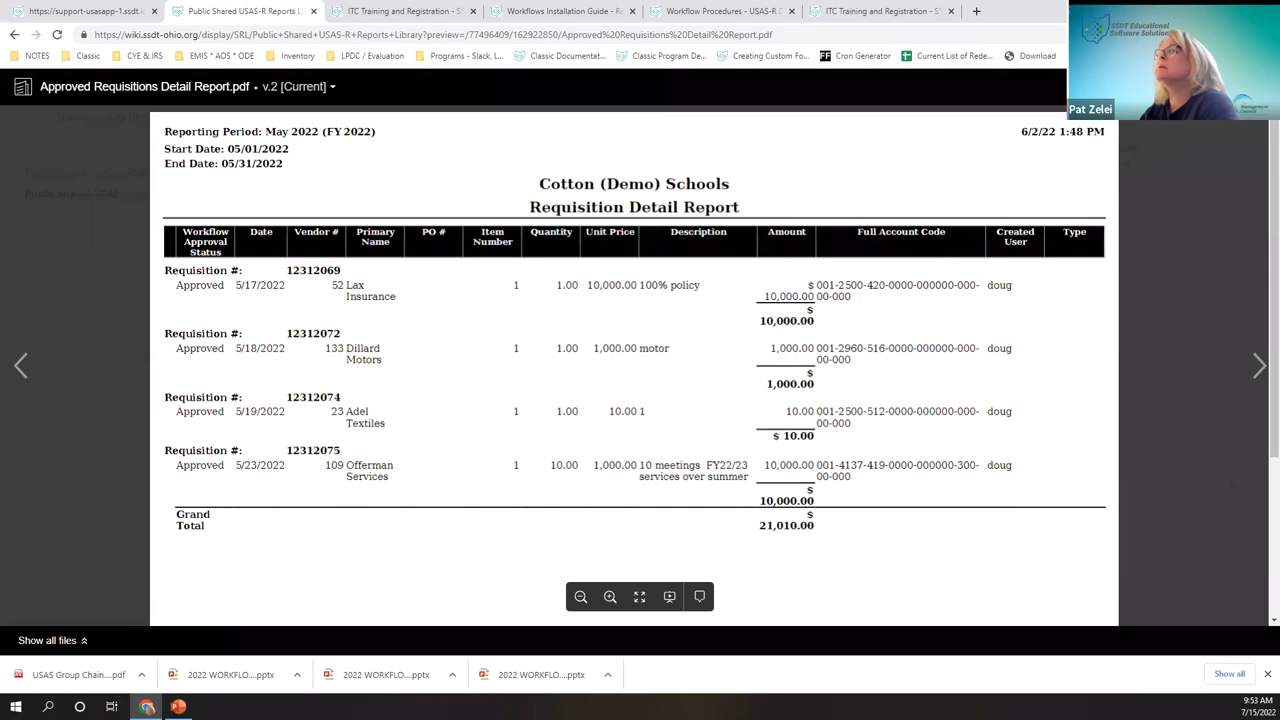 https://support-usasapp-1.ssdt.io
Public Shared USAS-R Reports Li
ITC Training and Registration - S
Workflows Installation Guide - Re
Workflow Procedures - USAS-R D
ITC Training and Registration - S
https://wiki.ssdt-ohio.org/display/SRL/Public+Shared+USAS-R+Reports+Library
Approved%20Requisitions%20Detail%20Report.pdf
NOTES Classic CYE & IRS EMIS * AOS * ODE Inventory LPDC / Evaluation Programs - Slack, L... Classic Documentat... Classic Program De... Creating Custom Fo... Cron Generator Current List of Rede... Download
SSDT Educational
Software Solutions
Management
Council
Pat Zelei
Approved Requisitions Detail Report.pdf • v.2 [Current]
Reporting Period: May 2022 (FY 2022) 6/2/22 1:48 PM
Start Date: 05/01/2022
End Date: 05/31/2022
Cotton (Demo) Schools
Requisition Detail Report
Workflow Date Vendor # Primary PO # Item Quantity Unit Price Description Amount Full Account Code Created Type
Approval Name Number User
Status
Requisition #: 12312069
Approved 5/17/2022 52 Lax 1 1.00 10,000.00 100% policy $ 001-2500-420-0000-000000-000- doug
Insurance 10,000.00 00-000
$
10,000.00
Requisition #: 12312072
Approved 5/18/2022 133 Dillard 1 1.00 1,000.00 motor 1,000.00 001-2960-516-0000-000000-000- doug
Motors 00-000
$
1,000.00
Requisition #: 12312074
Approved 5/19/2022 23 Adel 1 1.00 10.00 1 10.00 001-2500-512-0000-000000-000- doug
Textiles 00-000
$ 10.00
Requisition #: 12312075
Approved 5/23/2022 109 Offerman 1 10.00 1,000.00 10 meetings FY22/23 10,000.00 001-4137-419-0000-000000-300- doug
Services services over summer 00-000
$
10,000.00
Grand $
Total 21,010.00
Show all files
USAS Group Chain....pdf 2022 WORKFLO....pptx 2022 WORKFLO....pptx 2022 WORKFLO....pptx Show all
9:53 AM
7/15/2022